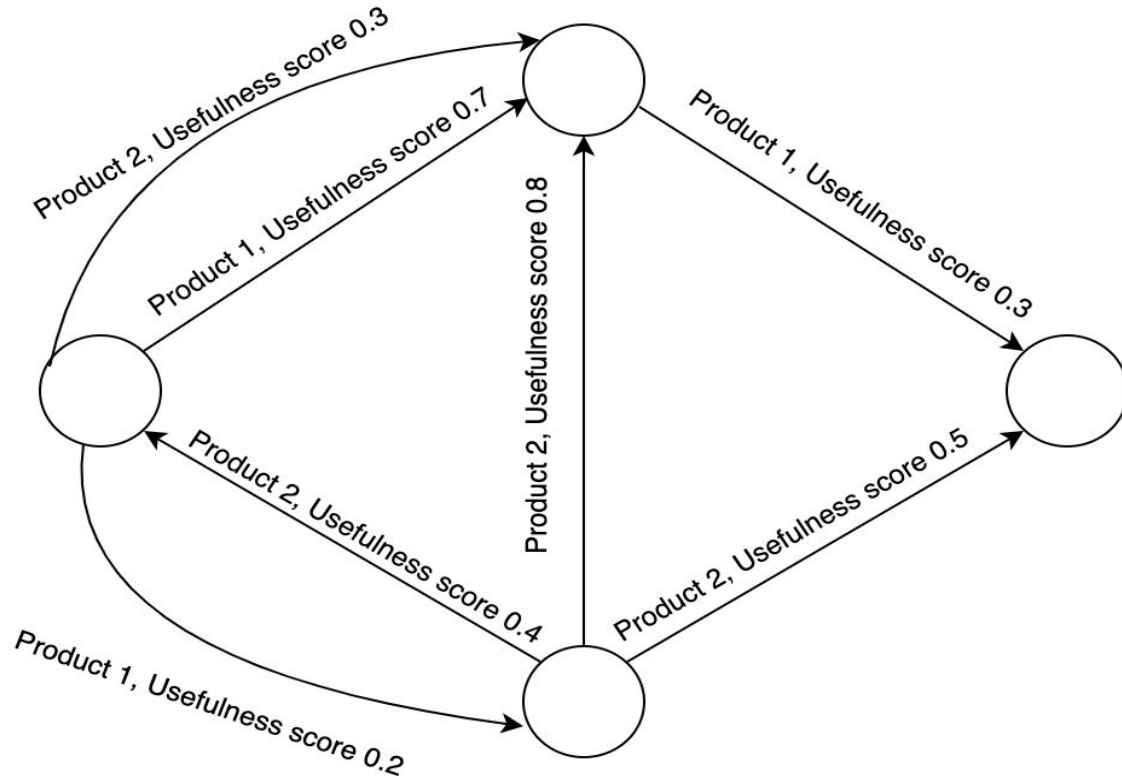 Product 2, Usefulness score 0.3
Product 1, Usefulness score 0.7
Product 1, Usefulness score 0.3
Product 2, Usefulness score 0.8
Product 2, Usefulness score 0.4
Product 2, Usefulness score 0.5
Product 1, Usefulness score 0.2